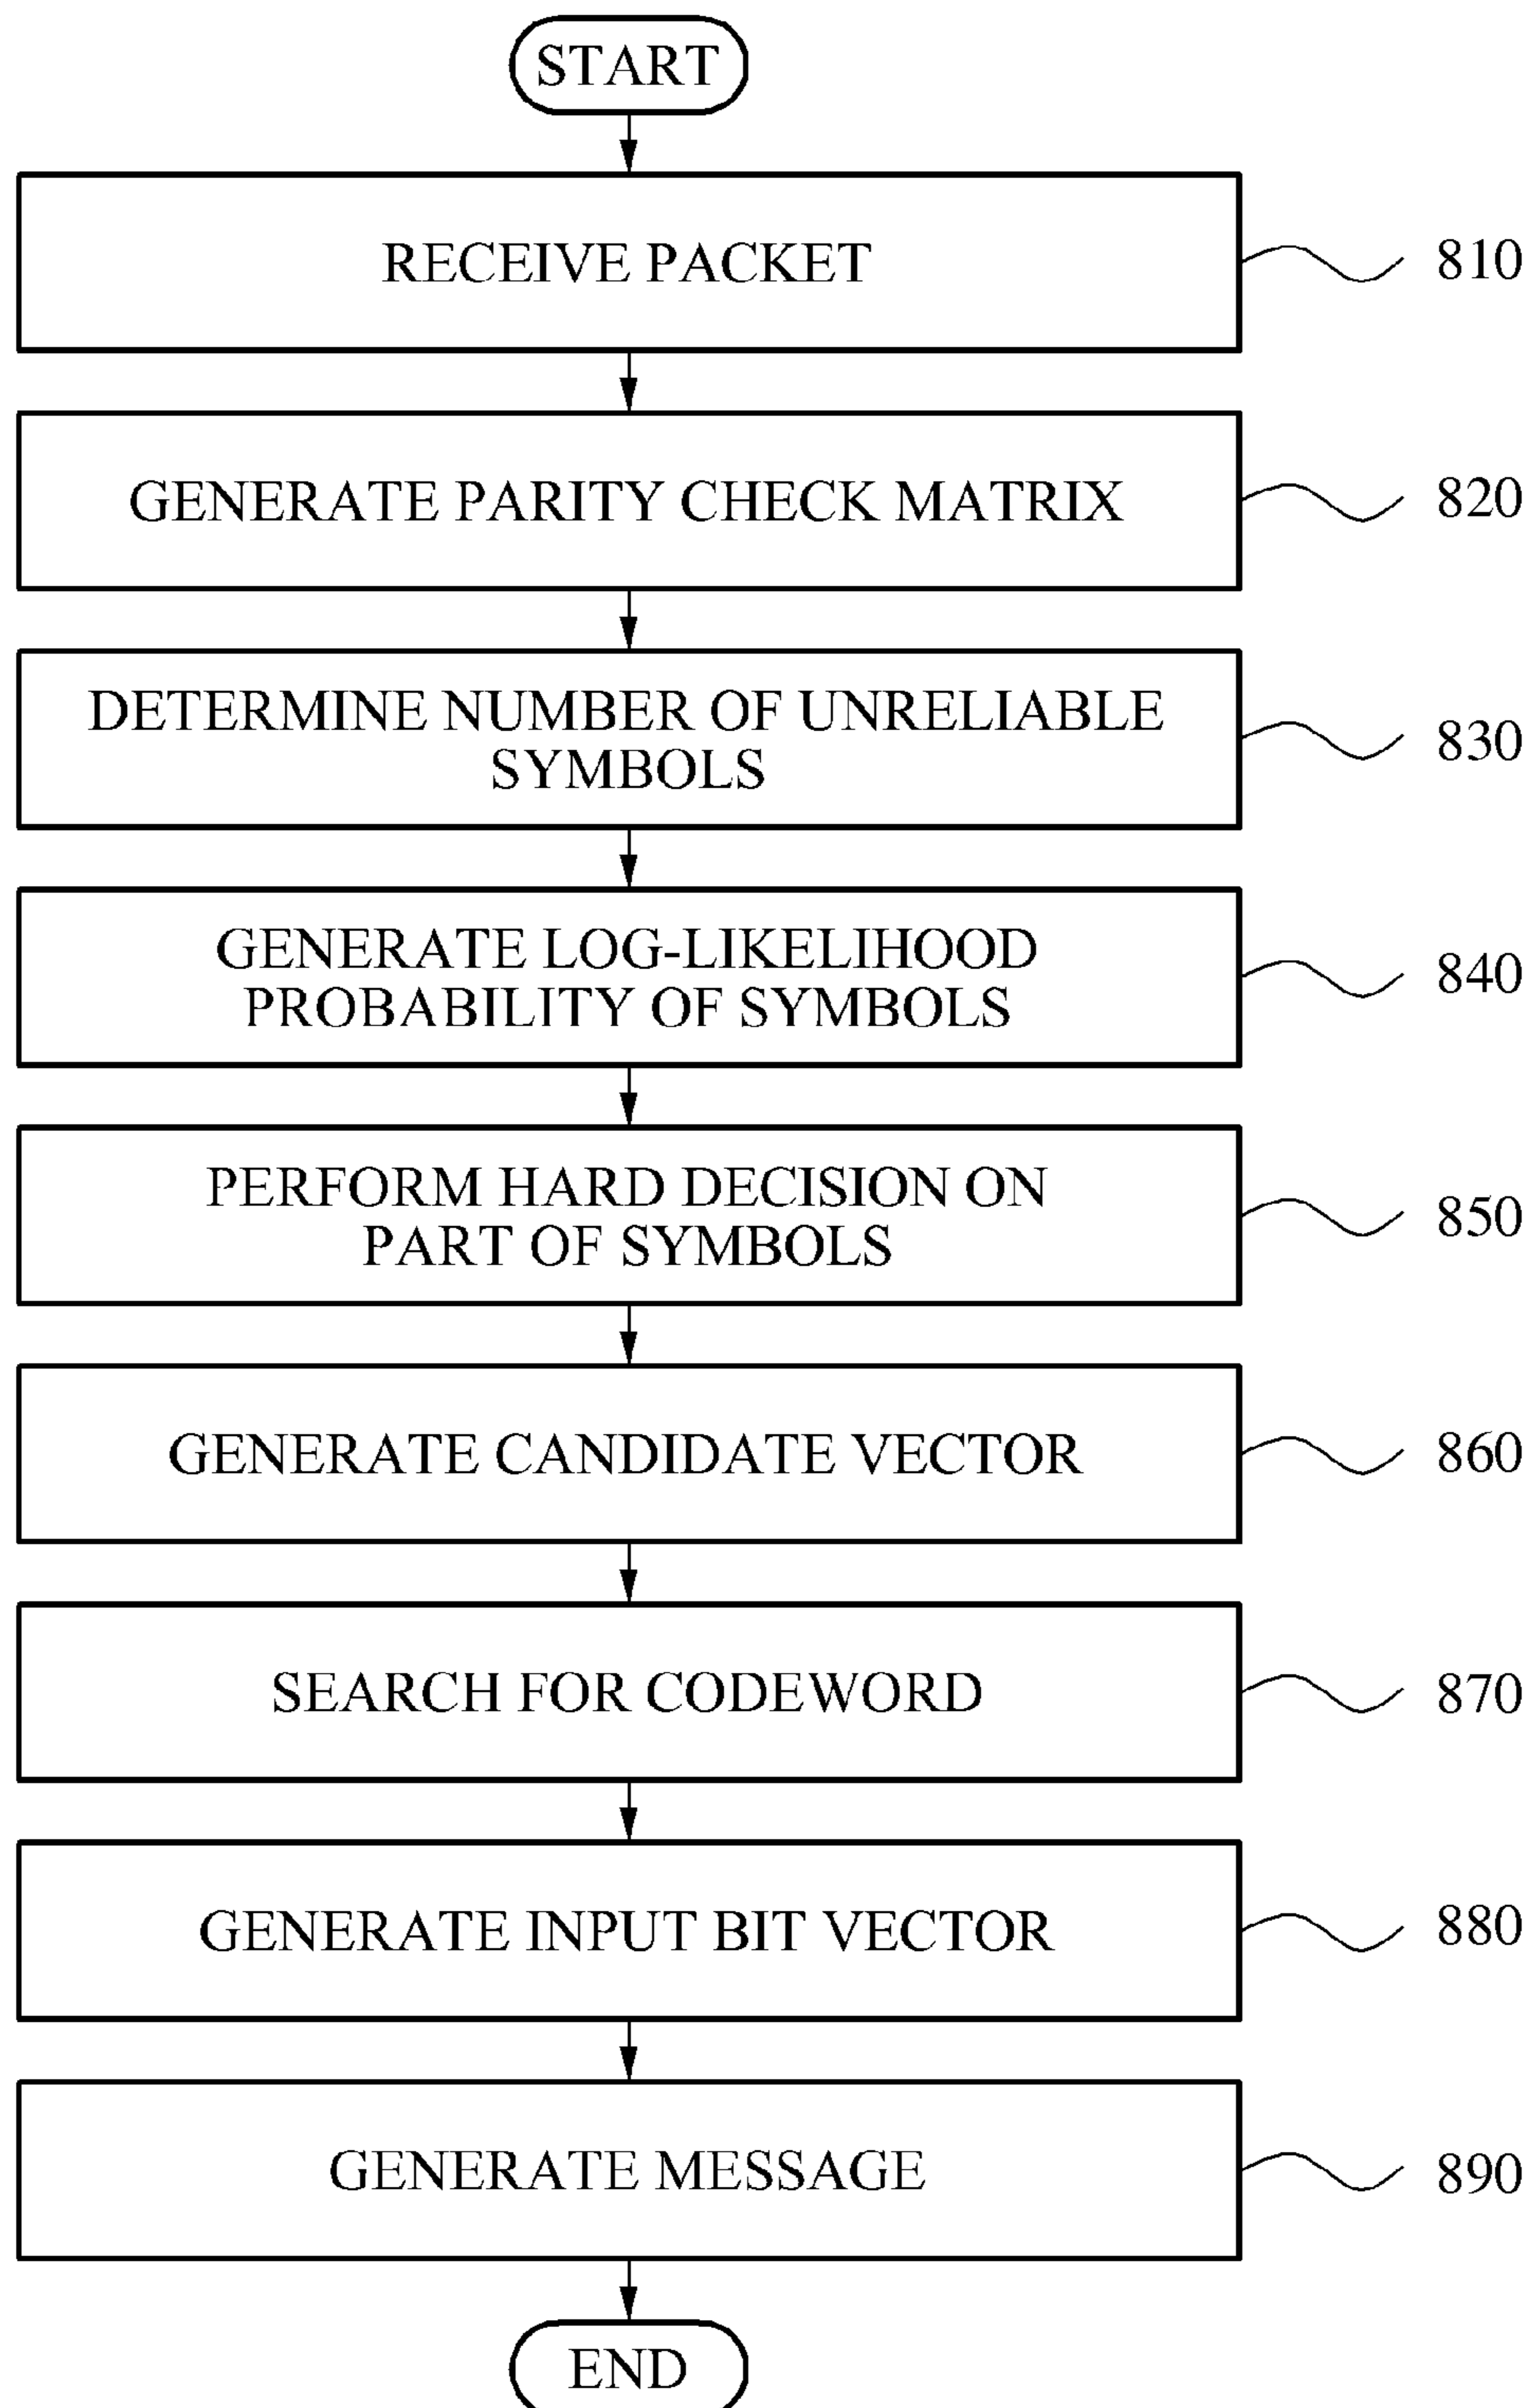 START
RECEIVE PACKET
810
GENERATE PARITY CHECK MATRIX
820
DETERMINE NUMBER OF UNRELIABLE
SYMBOLS
830
GENERATE LOG-LIKELIHOOD
PROBABILITY OF SYMBOLS
840
PERFORM HARD DECISION ON
PART OF SYMBOLS
850
GENERATE CANDIDATE VECTOR
860
SEARCH FOR CODEWORD
870
GENERATE INPUT BIT VECTOR
880
GENERATE MESSAGE
890
END